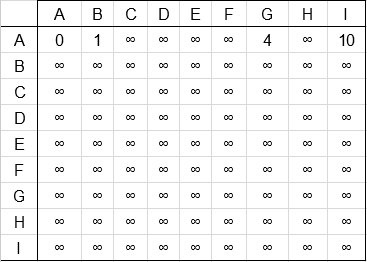 A B C D E F G H I
A 0 1 ∞ ∞ ∞ ∞ 4 ∞ 10
B ∞ ∞ ∞ ∞ ∞ ∞ ∞ ∞ ∞
C ∞ ∞ ∞ ∞ ∞ ∞ ∞ ∞ ∞
D ∞ ∞ ∞ ∞ ∞ ∞ ∞ ∞ ∞
E ∞ ∞ ∞ ∞ ∞ ∞ ∞ ∞ ∞
F ∞ ∞ ∞ ∞ ∞ ∞ ∞ ∞ ∞
G ∞ ∞ ∞ ∞ ∞ ∞ ∞ ∞ ∞
H ∞ ∞ ∞ ∞ ∞ ∞ ∞ ∞ ∞
I ∞ ∞ ∞ ∞ ∞ ∞ ∞ ∞ ∞